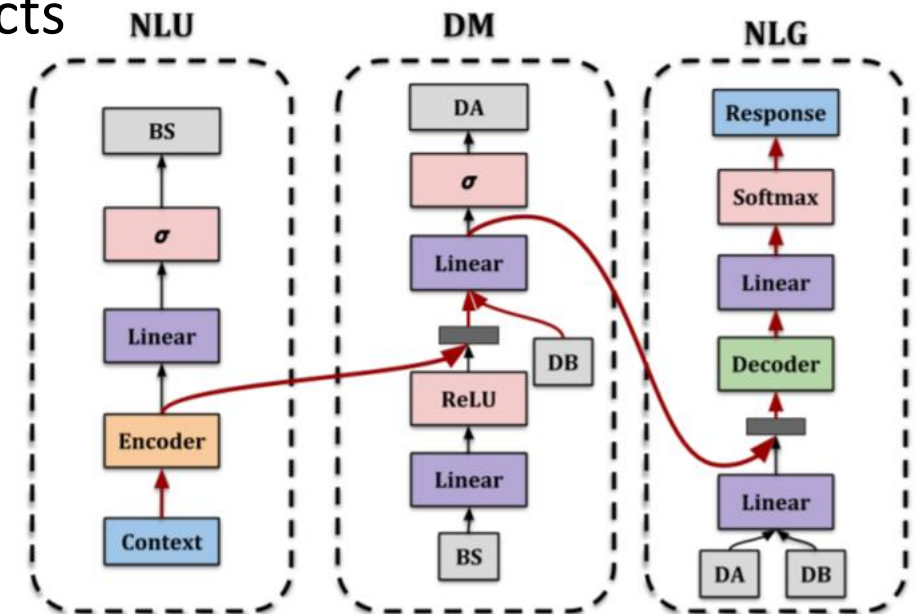 cts
NLU
BS
σ
Linear
Encoder
Context
DM
DA
σ
Linear
DB
ReLU
Linear
BS
NLG
Response
Softmax
Linear
Decoder
Linear
DA DB